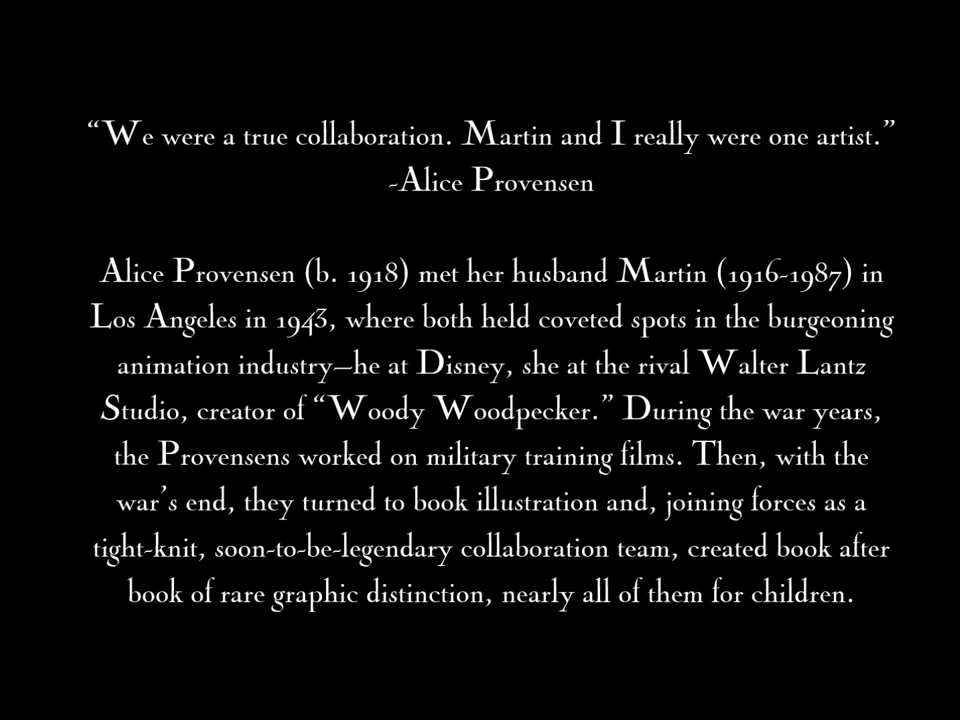 “We were a true collaboration. Martin and I really were one artist.”
-Alice Provensen
Alice Provensen (b. 1918) met her husband Martin (1916-1987) in
Los Angeles in 1943, where both held coveted spots in the burgeoning
animation industry—he at Disney, she at the rival Walter Lantz
Studio, creator of “Woody Woodpecker.” During the war years,
the Provensens worked on military training films. Then, with the
war’s end, they turned to book illustration and, joining forces as a
tight-knit, soon-to-be-legendary collaboration team, created book after
book of rare graphic distinction, nearly all of them for children.